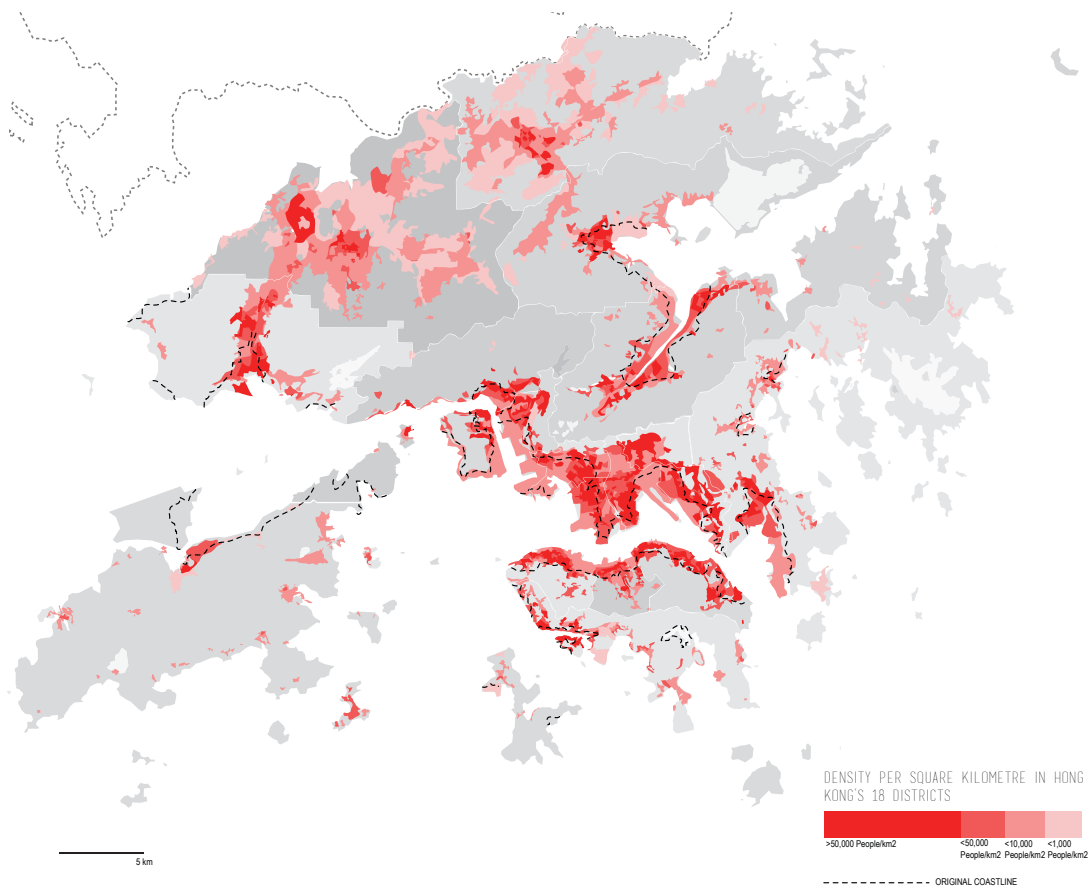 DENSITY PER SQUARE KILOMETRE IN HONG
KONG'S 18 DISTRICTS
>50,000 People/km2
<50,000
People/km2
<10,000
People/km2
<1,000
People/km2
5 km
ORIGINAL COASTLINE